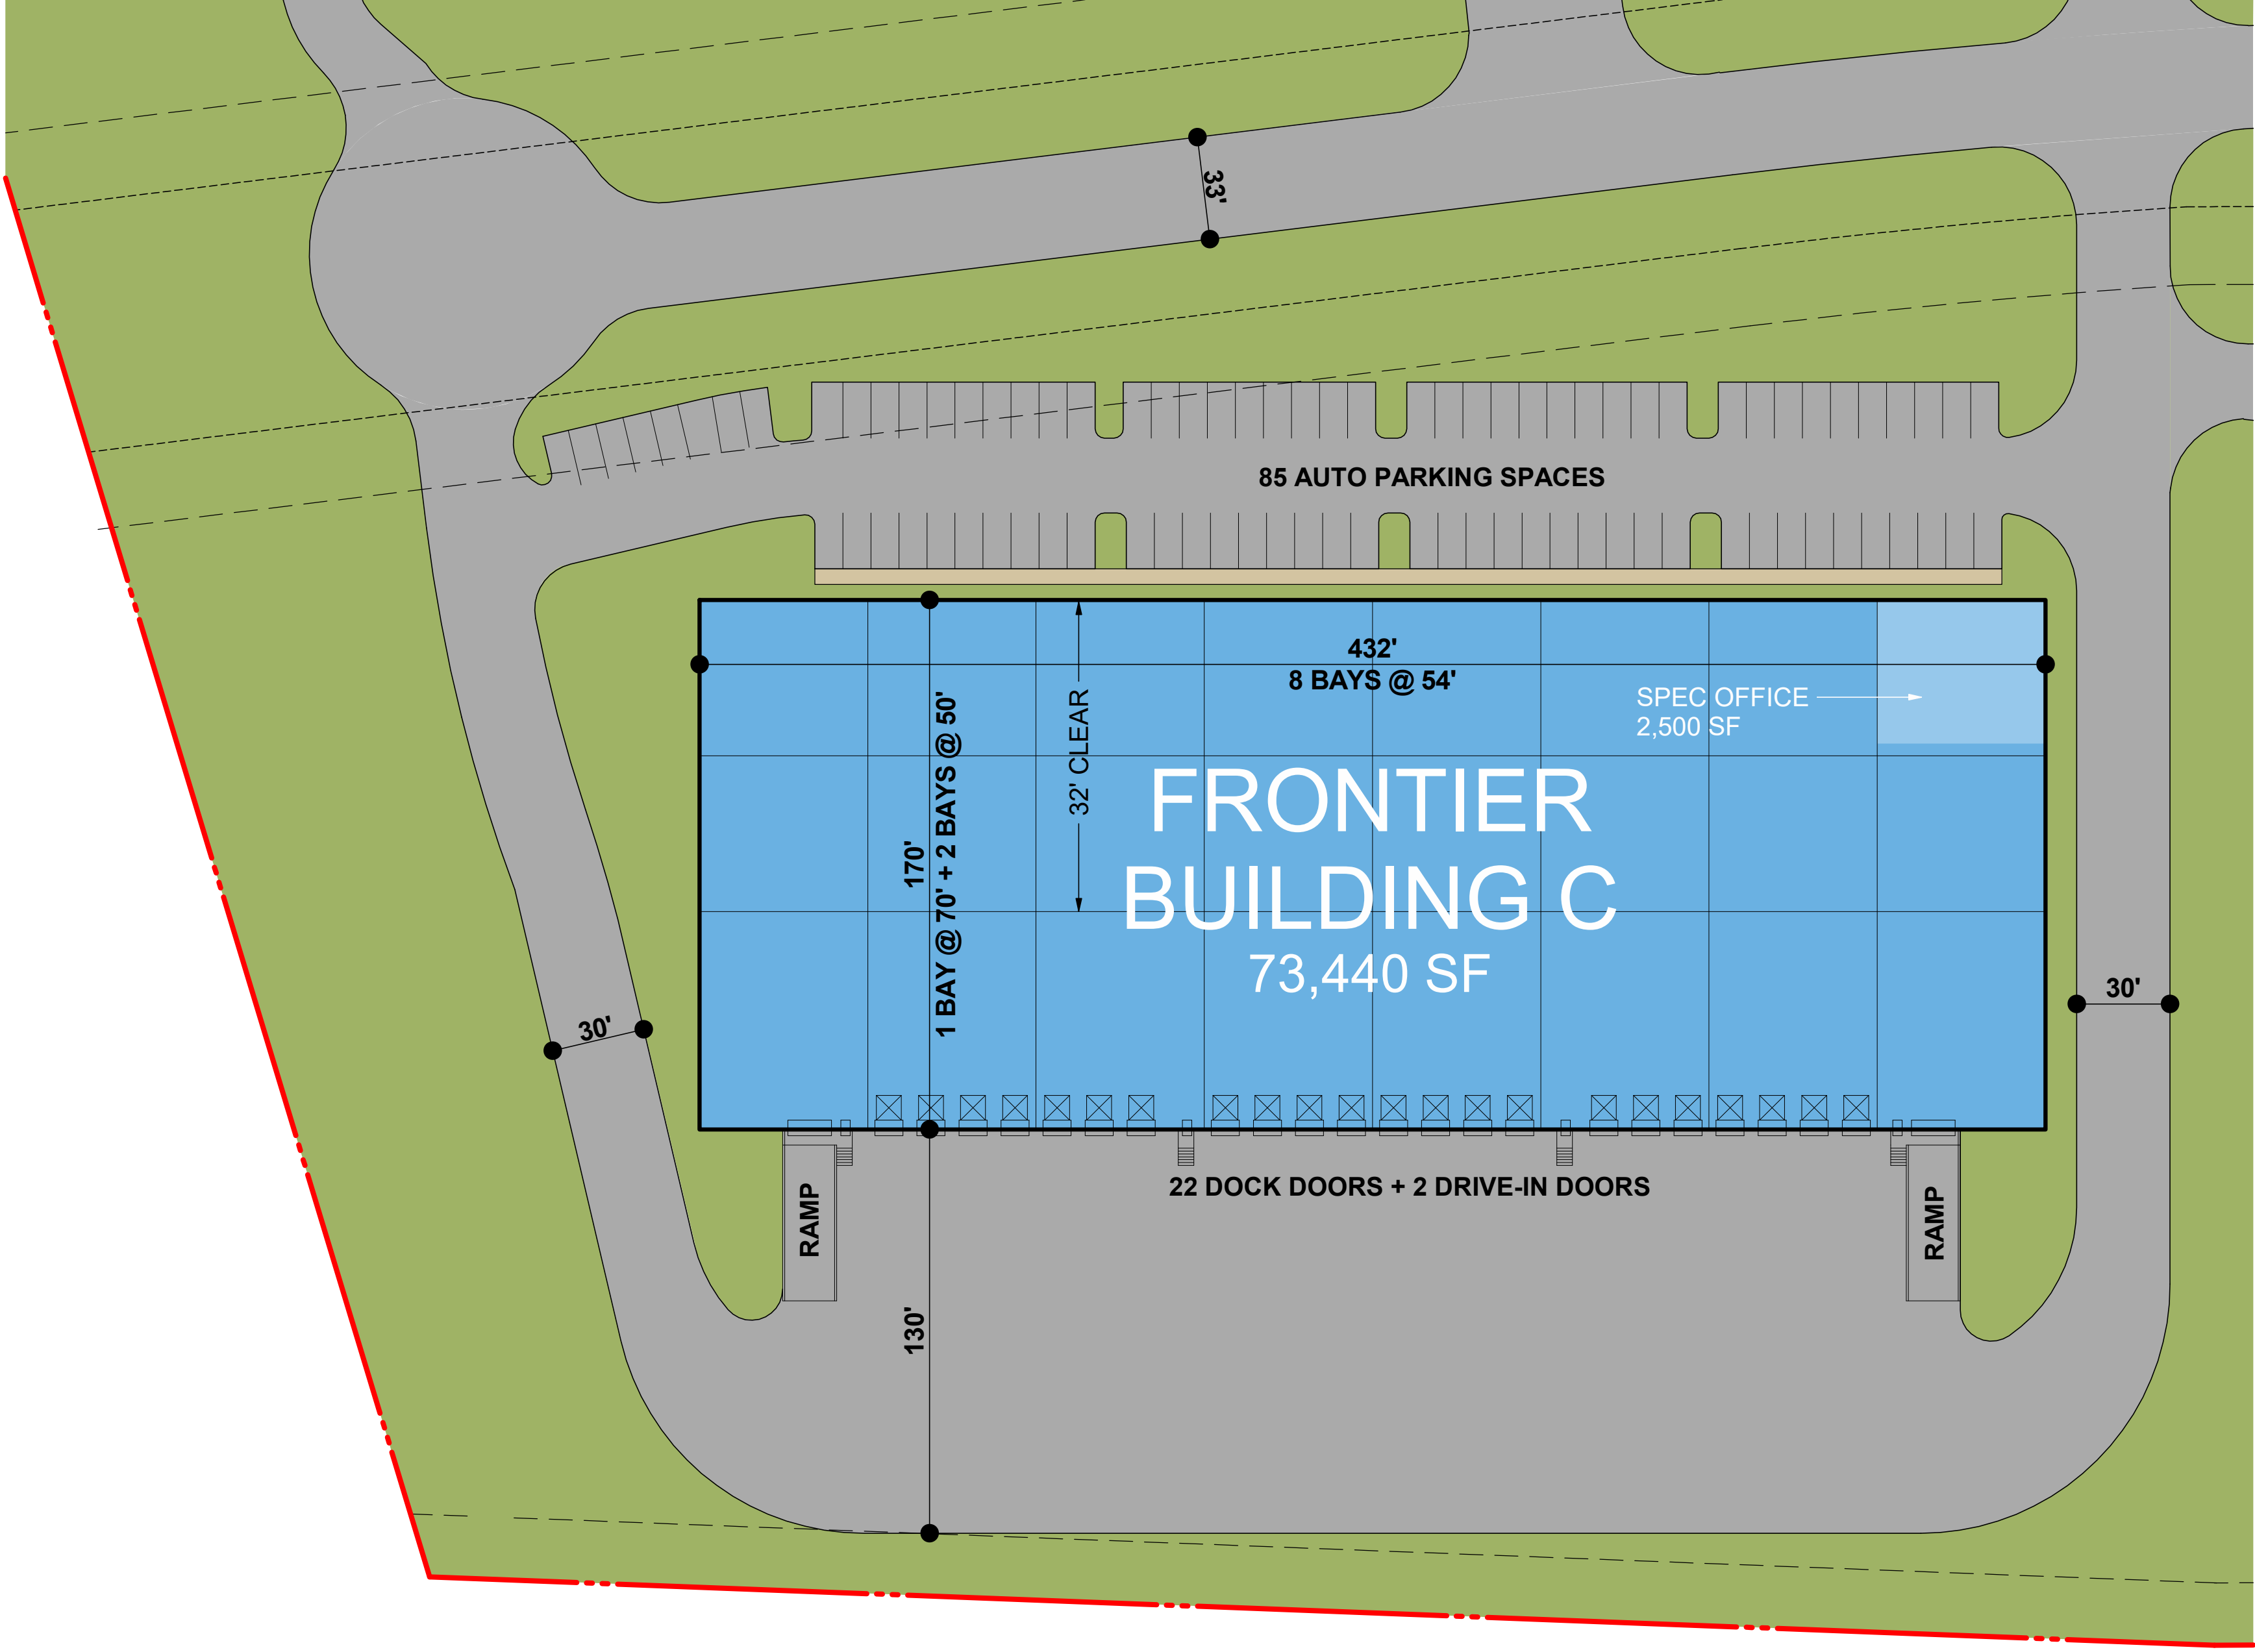 33'
85 AUTO PARKING SPACES
432'
8 BAYS @ 54'
SPEC OFFICE
2,500 SF
32' CLEAR
170'
1 BAY @ 70' + 2 BAYS @ 50'
FRONTIER
BUILDING C
73,440 SF
30'
30'
22 DOCK DOORS + 2 DRIVE-IN DOORS
RAMP
RAMP
130'